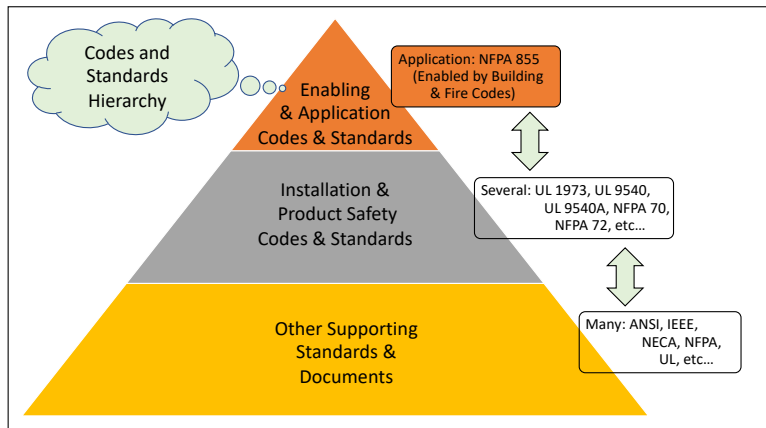 Codes and
Standards
Hierarchy
Enabling
& Application
Codes & Standards
Application: NFPA 855
(Enabled by Building
& Fire Codes)
Installation &
Product Safety
Codes & Standards
Several: UL 1973, UL 9540,
UL 9540A, NFPA 70,
NFPA 72, etc...
Other Supporting
Standards &
Documents
Many: ANSI, IEEE,
NECA, NFPA,
UL, etc...